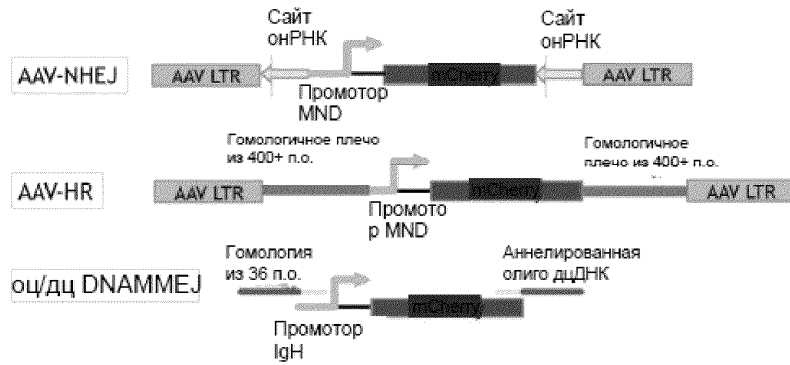 Сайт
онРНК
Сайт
онРНК
AAV-NHEJ
AAV LTR
mCherry
AAV LTR
Промотор
MND
Гомологичное плечо
из 400+ п.о.
Гомологичное
плечо из 400+ п.о.
AAV-HR
AAV LTR
mCherry
AAV LTR
Промото
р MND
Гомология
из 36 п.о.
Аннелированная
олиго дцДНК
оц/дц DNAMMEJ
mCherry
Промотор
IgH